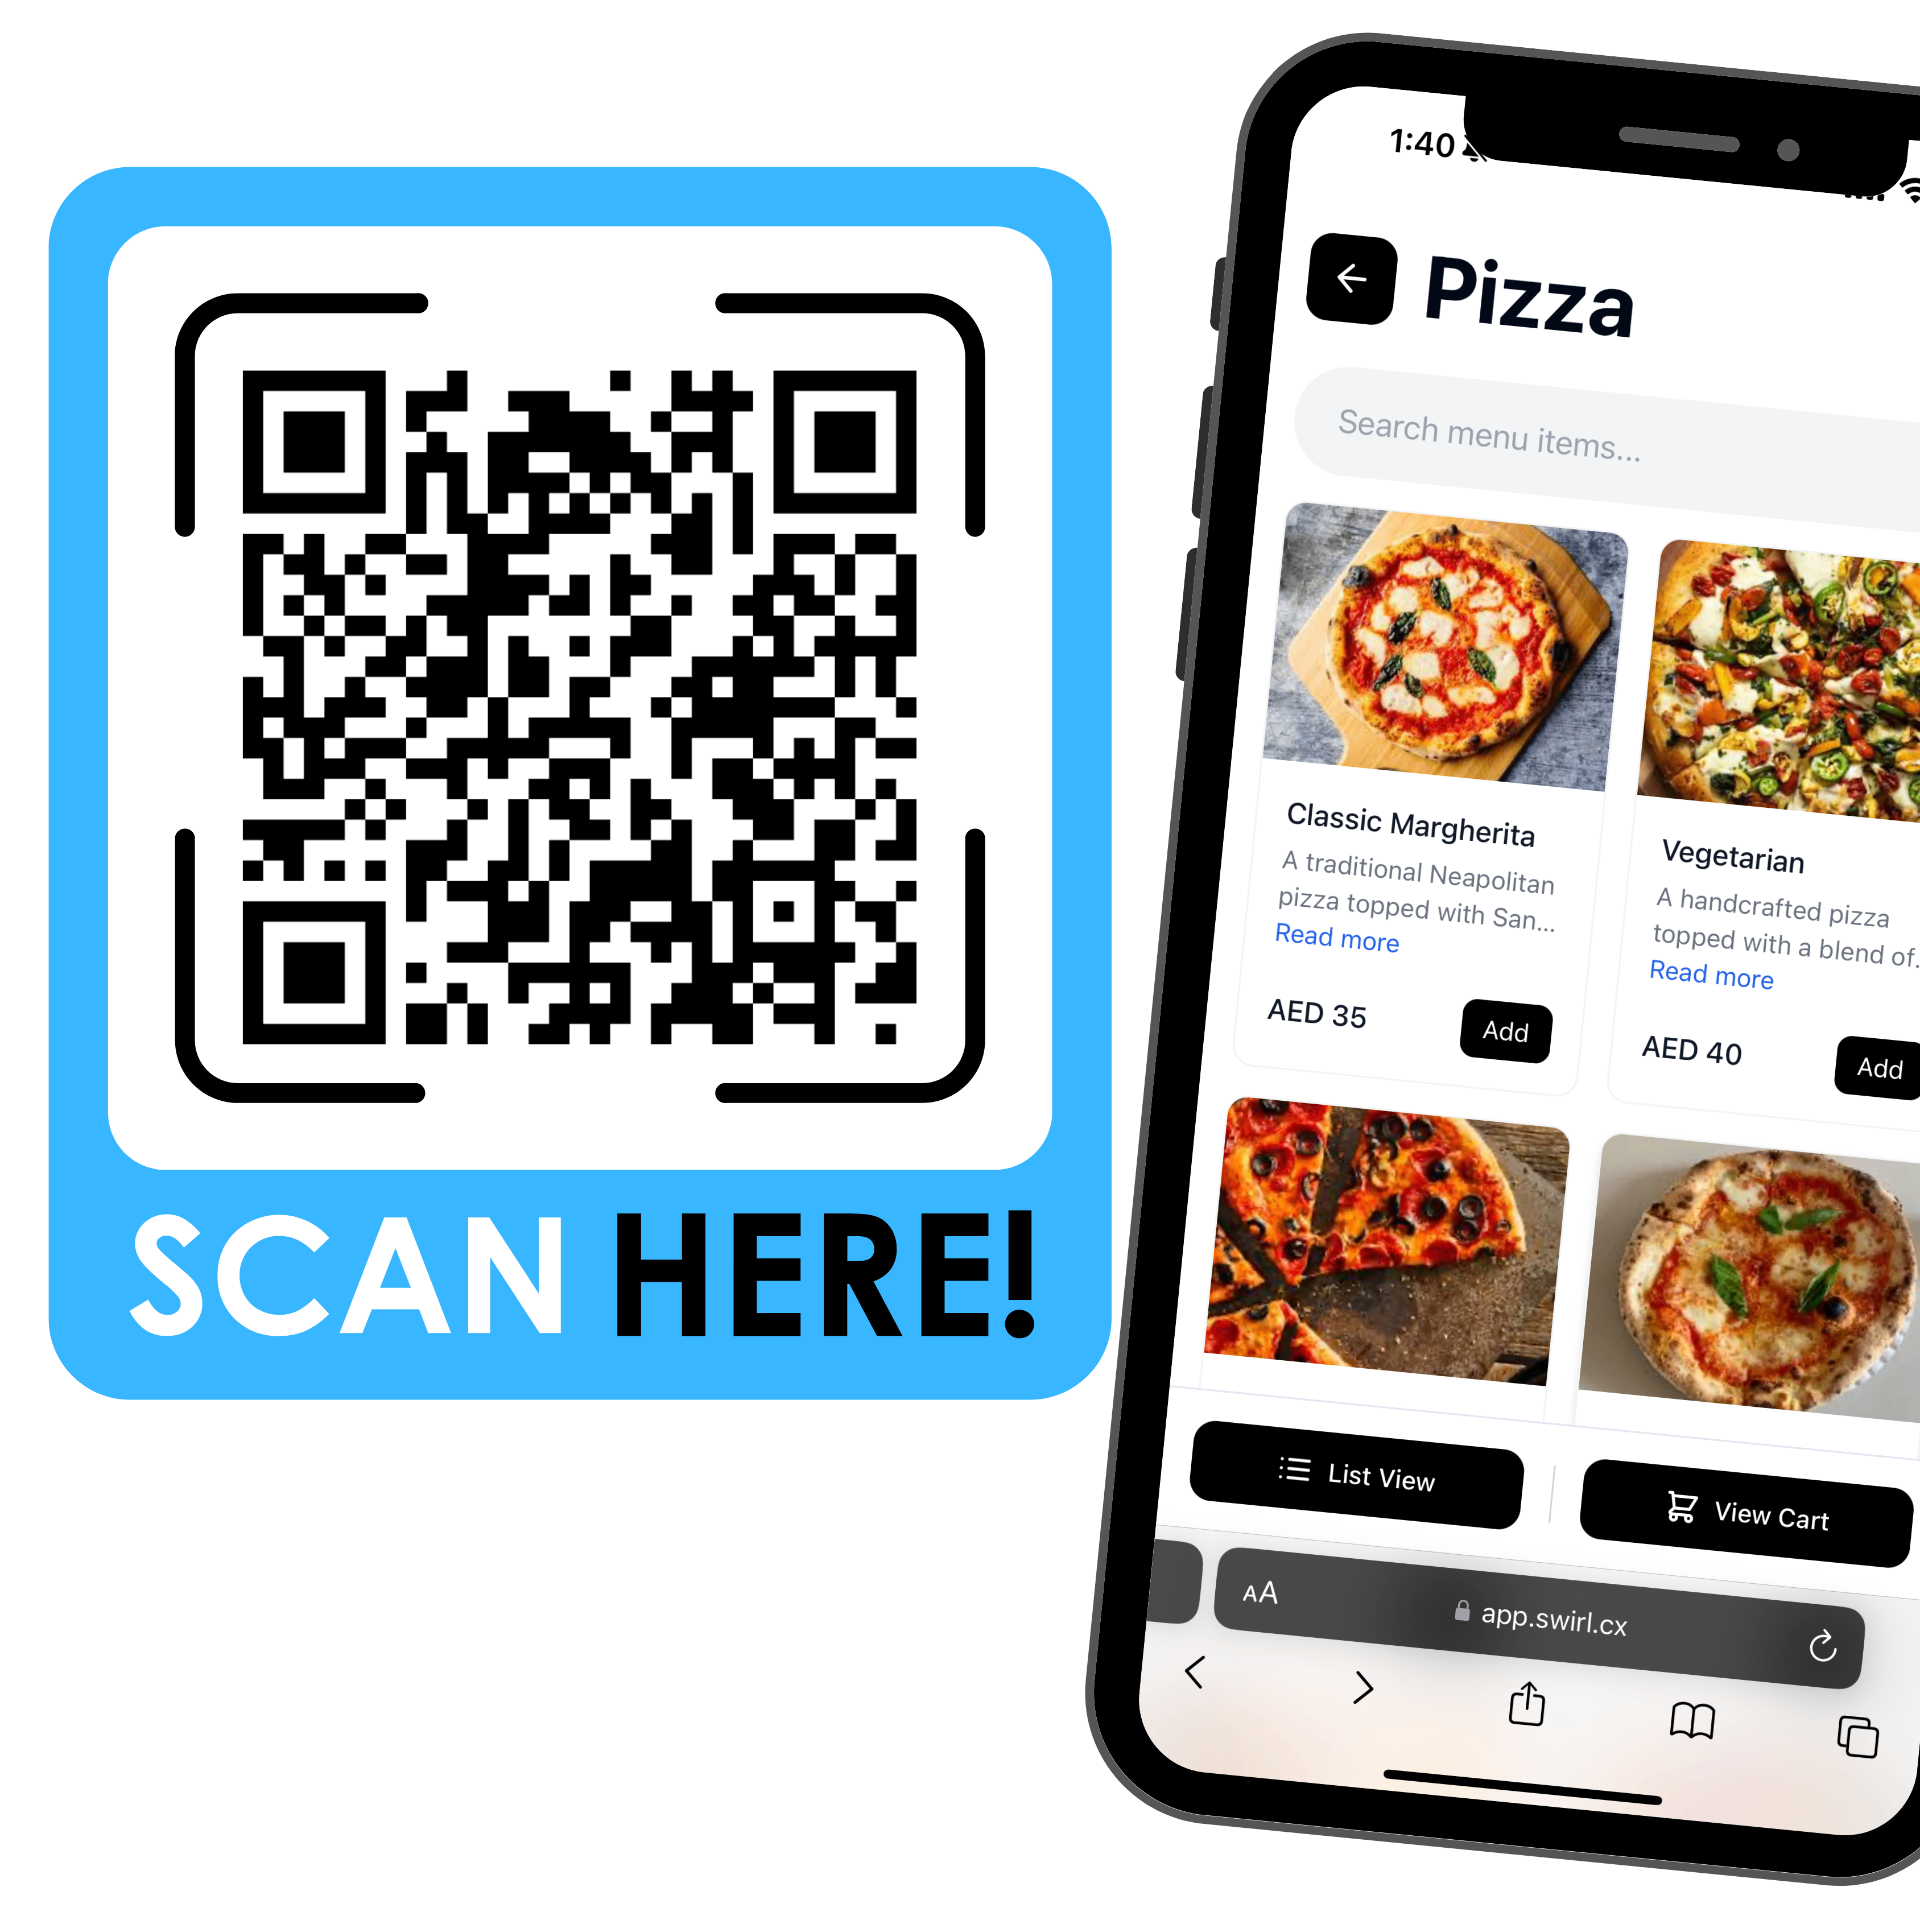 SCAN HERE!
1:40
Pizza
Search menu items...
Classic Margherita
A traditional Neapolitan
pizza topped with San...
Read more
AED 35
Add
Vegetarian
A handcrafted pizza
topped with a blend of.
Read more
AED 40
Add
List View
View Cart
AA
app.swirl.cx